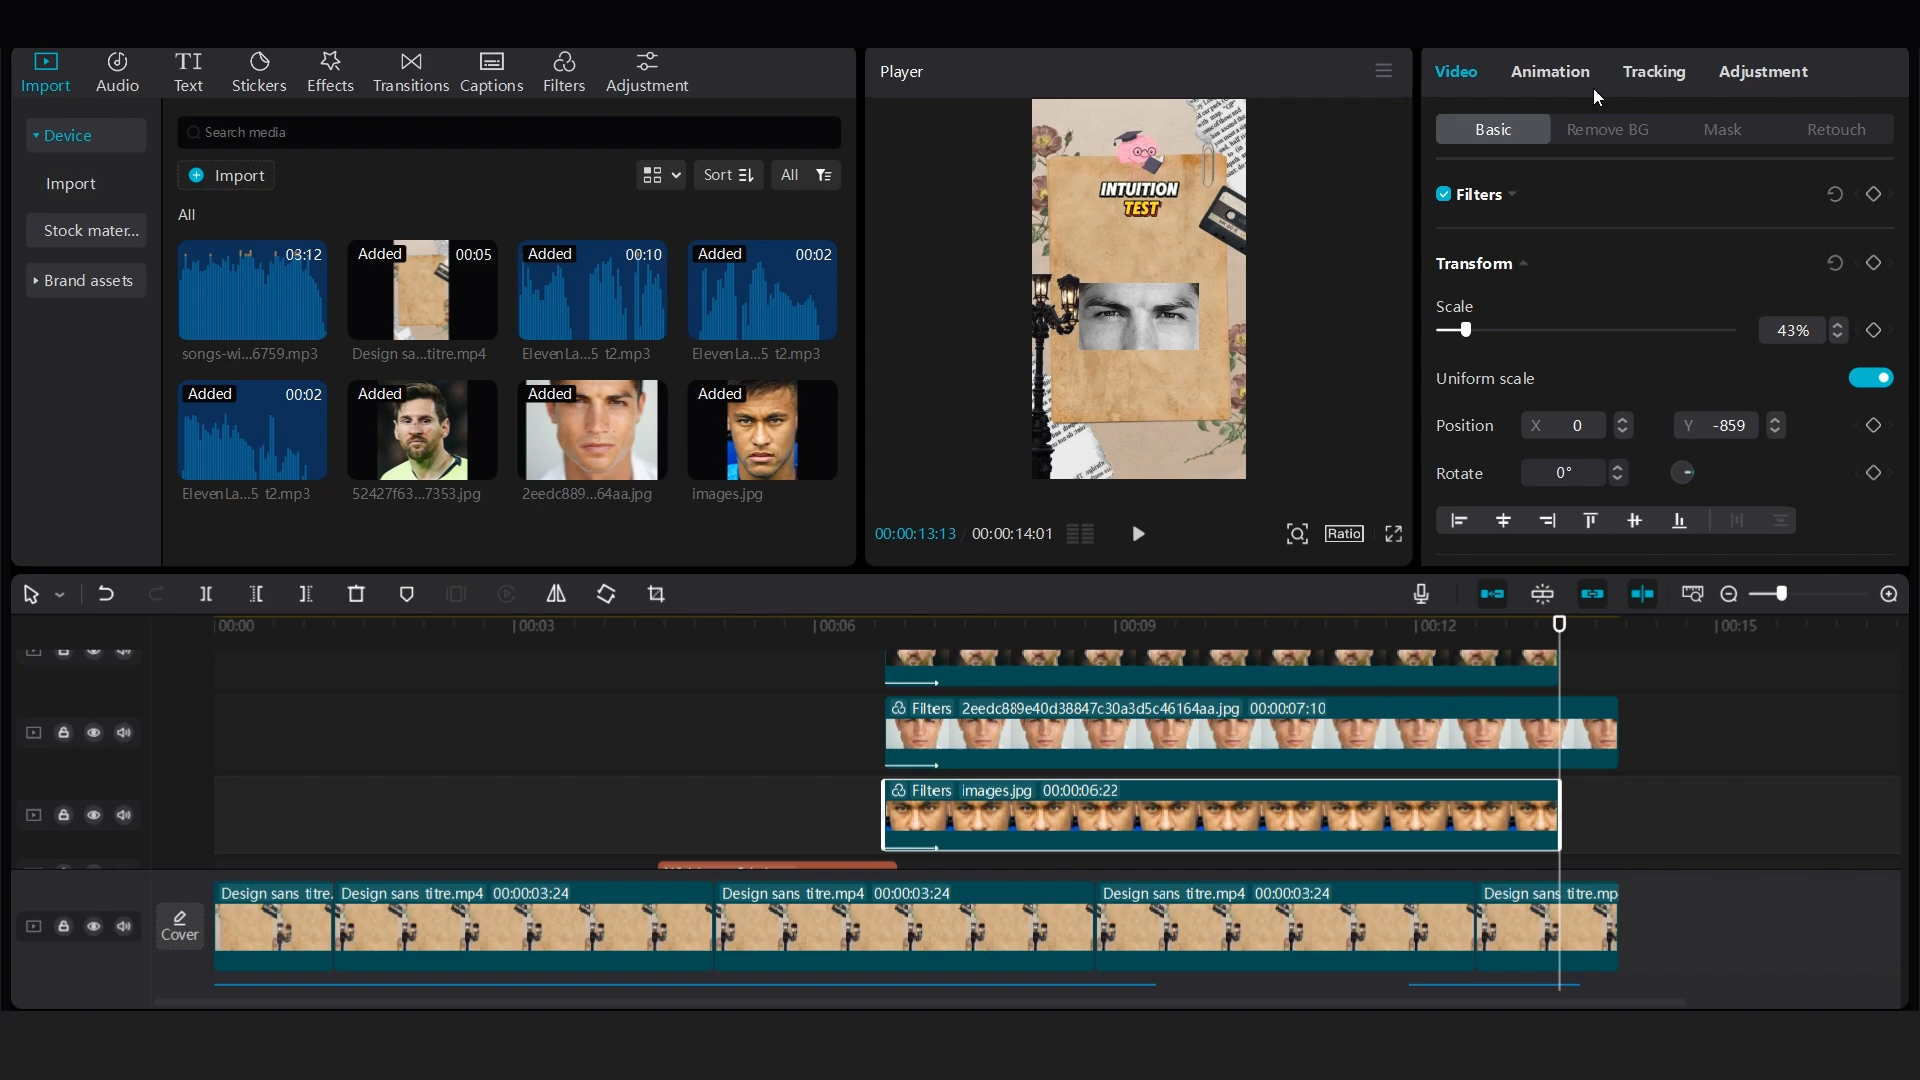 Import
Audio
Text
Stickers
Effects
Transitions
Captions
Filters
Adjustment
Device
Import
Stock mater...
Brand assets
Search media
Import
Sort
All
All
03:12
songs-wi...6759.mp3
Added
00:05
Design sa...titre.mp4
Added
00:10
ElevenLa...5 t2.mp3
Added
00:02
ElevenLa...5 t2.mp3
Added
00:02
ElevenLa...5 t2.mp3
Added
52427f63...7353.jpg
Added
2eedc889...64aa.jpg
Added
images.jpg
Player
INTUITION
TEST
00:00:13:13 / 00:00:14:01
Ratio
Video
Animation
Tracking
Adjustment
Basic
Remove BG
Mask
Retouch
Filters
Transform
Scale
43%
Uniform scale
Position
X 0
Y -859
Rotate
0°
00:00
00:03
00:06
00:09
00:12
00:15
Filters 2eedc889e40d38847c30a3d5c46164aa.jpg 00:00:07:10
Filters images.jpg 00:00:06:22
Cover
Design sans titre.
Design sans titre.mp4 00:00:03:24
Design sans titre.mp4 00:00:03:24
Design sans titre.mp4 00:00:03:24
Design sans titre.mp